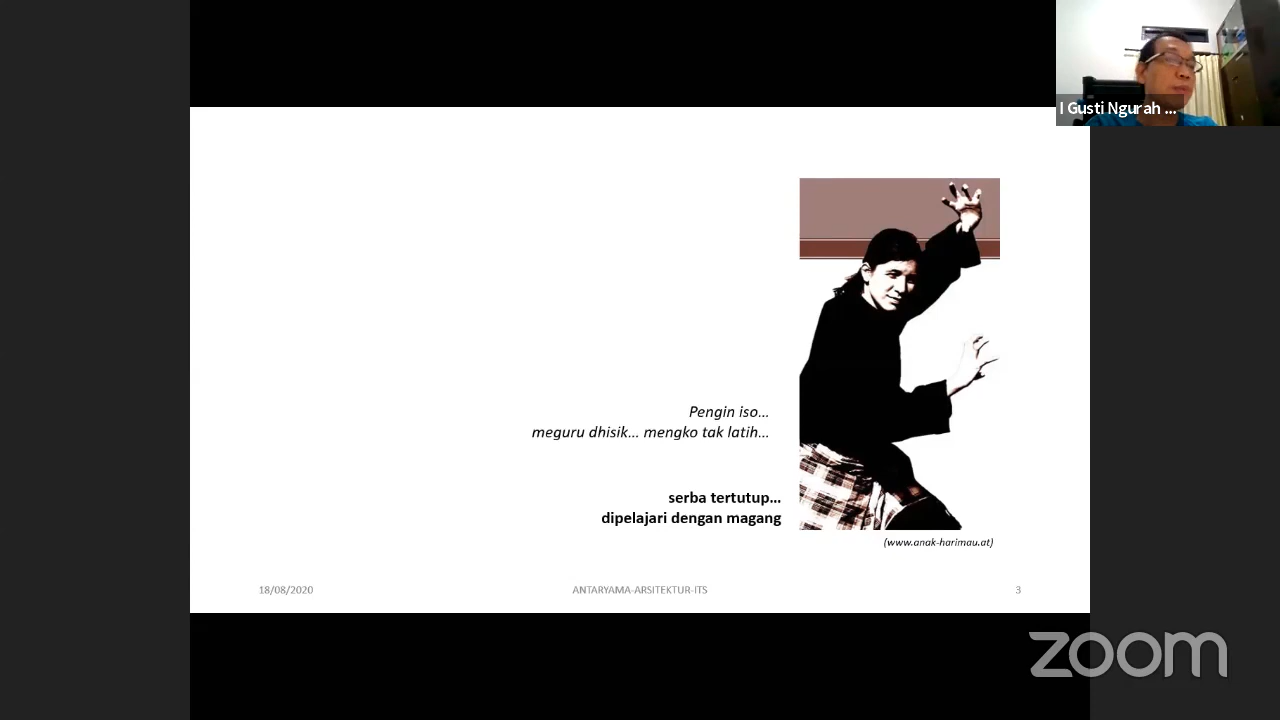 I Gusti Ngurah ...
Pengin iso...
meguru dhisik... mengko tak latih...
serba tertutup...
dipelajari dengan magang
(www.anak-harimau.at)
18/08/2020
ANTARYAMA-ARSITEKTUR-ITS
3
zoom